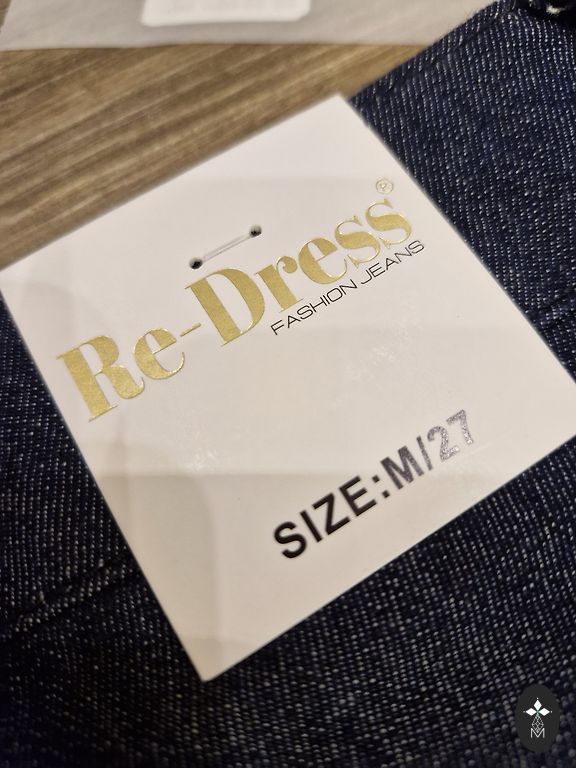 Re-Dress®
FASHION JEANS
SIZE:M/27
M